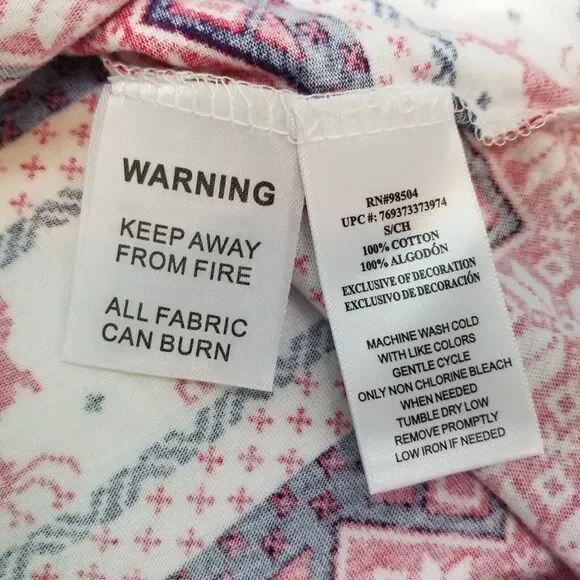 WARNING
KEEP AWAY
FROM FIRE
ALL FABRIC
CAN BURN
RN#98504
UPC #: 769373373974
S/CH
100% COTTON
100% ALGODÓN
EXCLUSIVE OF DECORATION
EXCLUSIVO DE DECORACIÓN
MACHINE WASH COLD
WITH LIKE COLORS
GENTLE CYCLE
ONLY NON CHLORINE BLEACH
WHEN NEEDED
TUMBLE DRY LOW
REMOVE PROMPTLY
LOW IRON IF NEEDED